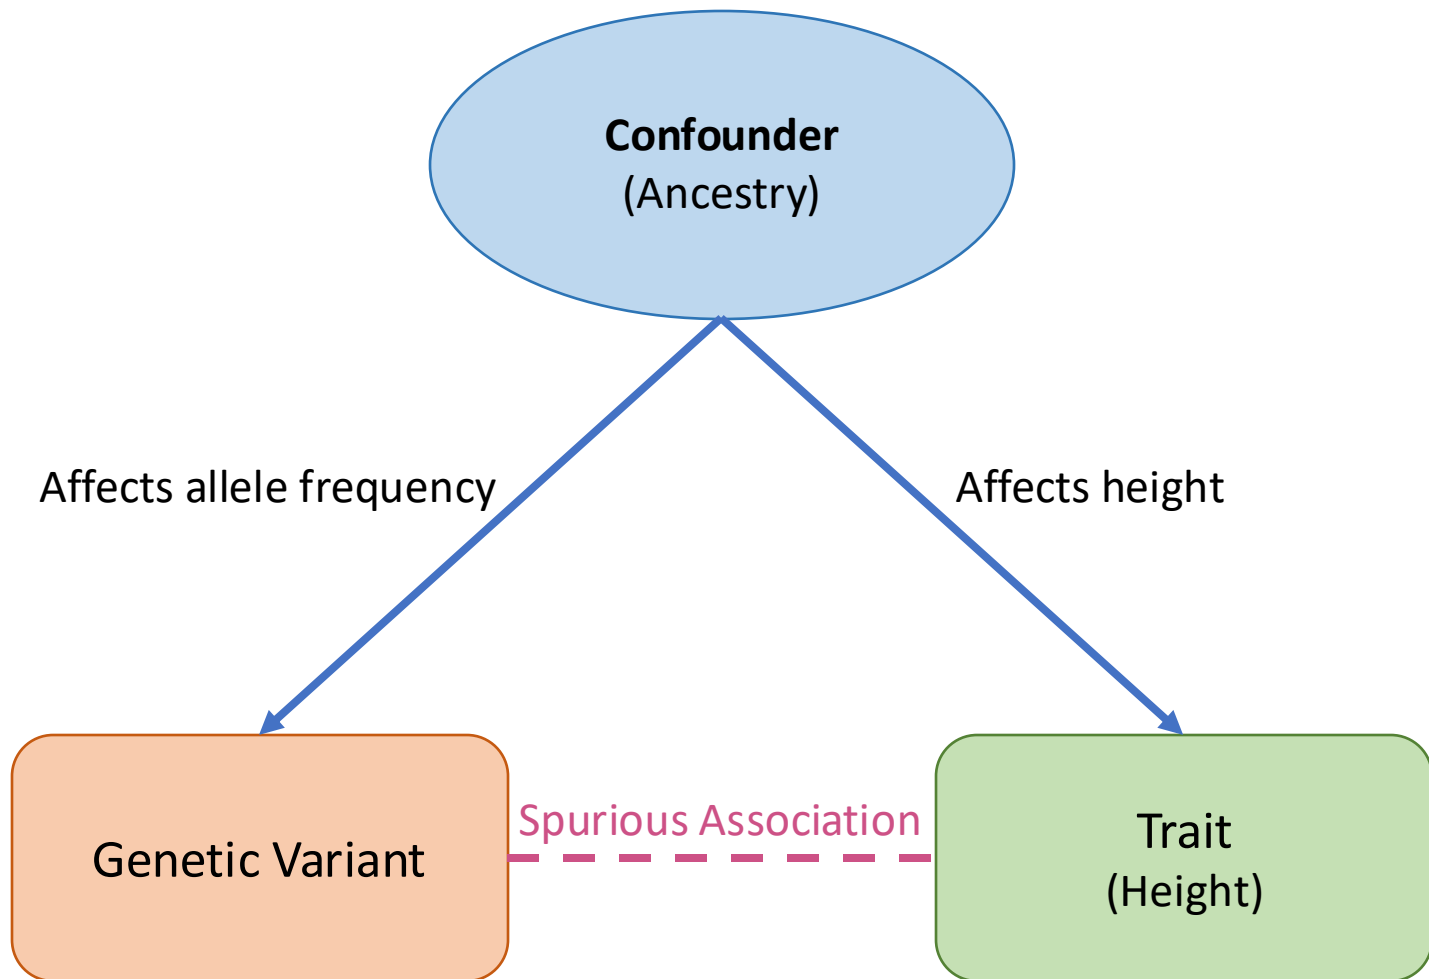 Confounder
(Ancestry)
Affects allele frequency
Affects height
Spurious Association
Genetic Variant
Trait
(Height)